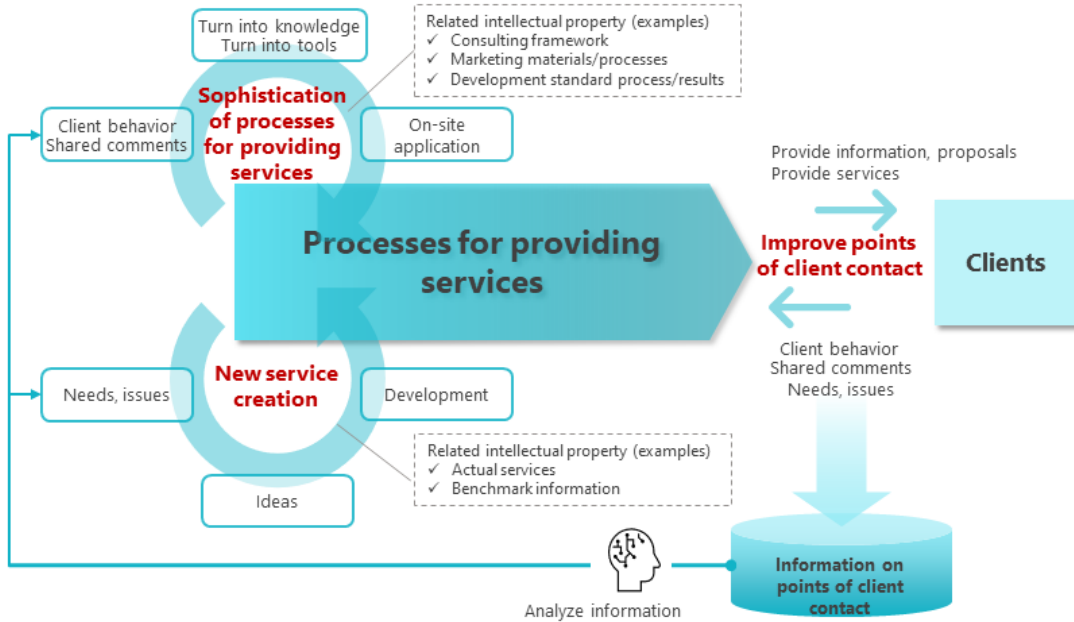 Turn into knowledge
Turn into tools
Related intellectual property (examples)
✓ Consulting framework
✓ Marketing materials/processes
✓ Development standard process/results
Sophistication
of processes
for providing
services
Client behavior
Shared comments
On-site
application
Provide information, proposals
Provide services
Processes for providing
services
Improve points
of client contact
Clients
Client behavior
Shared comments
Needs, issues
Needs, issues
New service
creation
Development
Related intellectual property (examples)
✓ Actual services
✓ Benchmark information
Ideas
Analyze information
Information on
points of client
contact